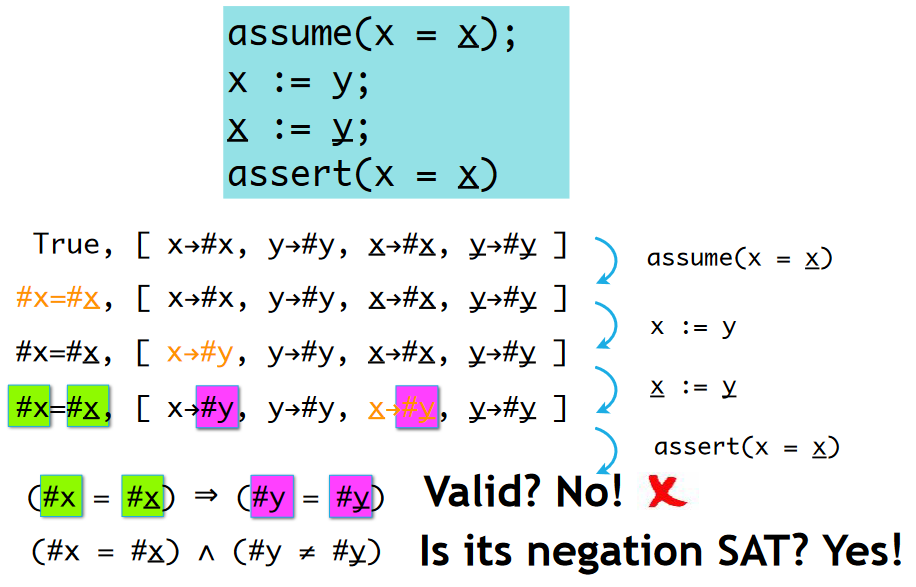 assume(x = x̲);
x := y;
x̲ := y̲;
assert(x = x̲)
True, [ x→#x, y→#y, x̲→#x̲, y̲→#y̲ ]
assume(x = x̲)
#x=#x̲, [ x→#x, y→#y, x̲→#x̲, y̲→#y̲ ]
x := y
#x=#x̲, [ x→#y, y→#y, x̲→#x̲, y̲→#y̲ ]
x̲ := y̲
#x=#x̲, [ x→#y, y→#y, x̲→#y̲, y̲→#y̲ ]
assert(x = x̲)
(#x = #x̲) ⇒ (#y = #y̲) Valid? No! ✗
(#x = #x̲) ∧ (#y ≠ #y̲) Is its negation SAT? Yes!